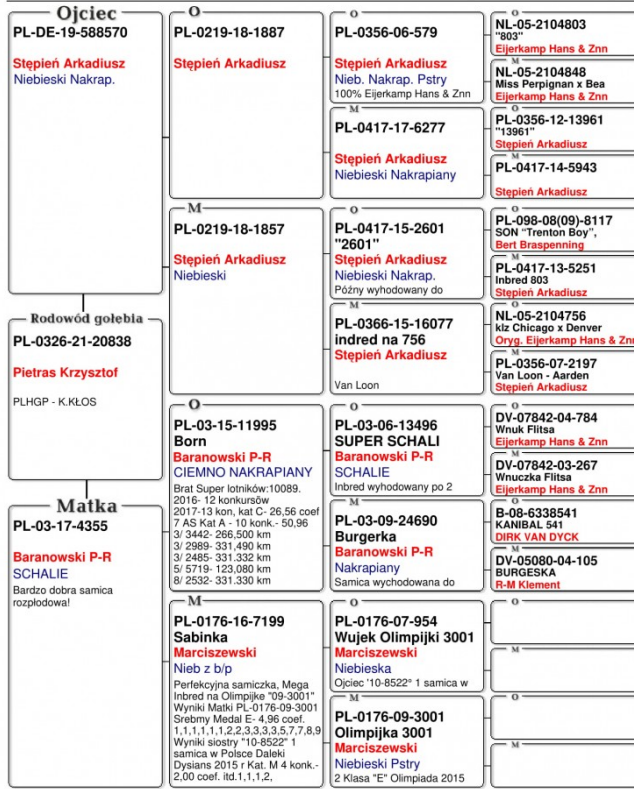 Ojciec
PL-DE-19-588570
Stępień Arkadiusz
Niebieski Nakrap.
Rodowód gołebia
PL-0326-21-20838
Pietras Krzysztof
PLHGP - K.KŁOS
Matka
PL-03-17-4355
Baranowski P-R
SCHALIE
Bardzo dobra samica
rozpłodowa!
O
PL-0219-18-1887
Stępień Arkadiusz
M
PL-0219-18-1857
Stępień Arkadiusz
Niebieski
O
PL-03-15-11995
Born
Baranowski P-R
CIEMNO NAKRAPIANY
Brat Super lotników:10089.
2016- 12 konkursów
2017-13 kon, kat C- 26,56 coef
7 AS Kat A - 10 konk.- 50,96
3/ 3442- 266,500 km
3/ 2989- 331,490 km
3/ 2485- 331.332 km
5/ 5719- 123,080 km
8/ 2532- 331.330 km
M
PL-0176-16-7199
Sabinka
Marciszewski
Nieb z b/p
Perfekcyjna samiczka, Mega
Inbred na Olimpijke "09-3001"
Wyniki Matki PL-0176-09-3001
Srebmy Medal E- 4,96 coef.
1,1,1,1,1,1,2,2,3,3,3,3,5,7,7,8,9
Wyniki siostry "10-8522" 1
samica w Polsce Daleki
Dysians 2015 r Kat. M 4 konk.-
2,00 coef. itd.1,1,1,2,
O
PL-0356-06-579
Stępień Arkadiusz
Nieb. Nakrap. Pstry
100% Eijerkamp Hans & Znn
M
PL-0417-17-6277
Stępień Arkadiusz
Niebieski Nakrapiany
O
PL-0417-15-2601
"2601"
Stępień Arkadiusz
Niebieski Nakrap.
Późny wyhodowany do
M
PL-0366-15-16077
indred na 756
Stępień Arkadiusz
Van Loon
O
PL-03-06-13496
SUPER SCHALI
Baranowski P-R
SCHALIE
Inbred wyhodowany po 2
M
PL-03-09-24690
Burgerka
Baranowski P-R
Nakrapiany
Samica wychodowana do
O
PL-0176-07-954
Wujek Olimpijki 3001
Marciszewski
Niebieska
Ojciec '10-8522° 1 samica w
M
PL-0176-09-3001
Olimpijka 3001
Marciszewski
Niebieski Pstry
2 Klasa "E" Olimpiada 2015
O
NL-05-2104803
"803"
Eijerkamp Hans & Znn
M
NL-05-2104848
Miss Perpignan x Bea
Eijerkamp Hans & Znn
O
PL-0356-12-13961
"13961"
Stępień Arkadiusz
M
PL-0417-14-5943
Stępień Arkadiusz
O
PL-098-08(09)-8117
SON "Trenton Boy",
Bert Braspenning
M
PL-0417-13-5251
Inbred 803
Stępień Arkadiusz
O
NL-05-2104756
klz Chicago x Denver
Oryg. Eijerkamp Hans & Znn
M
PL-0356-07-2197
Van Loon - Aarden
Stępień Arkadiusz
O
DV-07842-04-784
Wnuk Flitsa
Eijerkamp Hans & Znn
M
DV-07842-03-267
Wnuczka Flitsa
Eijerkamp Hans & Znn
O
B-08-6338541
KANIBAL 541
DIRK VAN DYCK
M
DV-05080-04-105
BURGESKA
R-M Klement
O
M
O
M